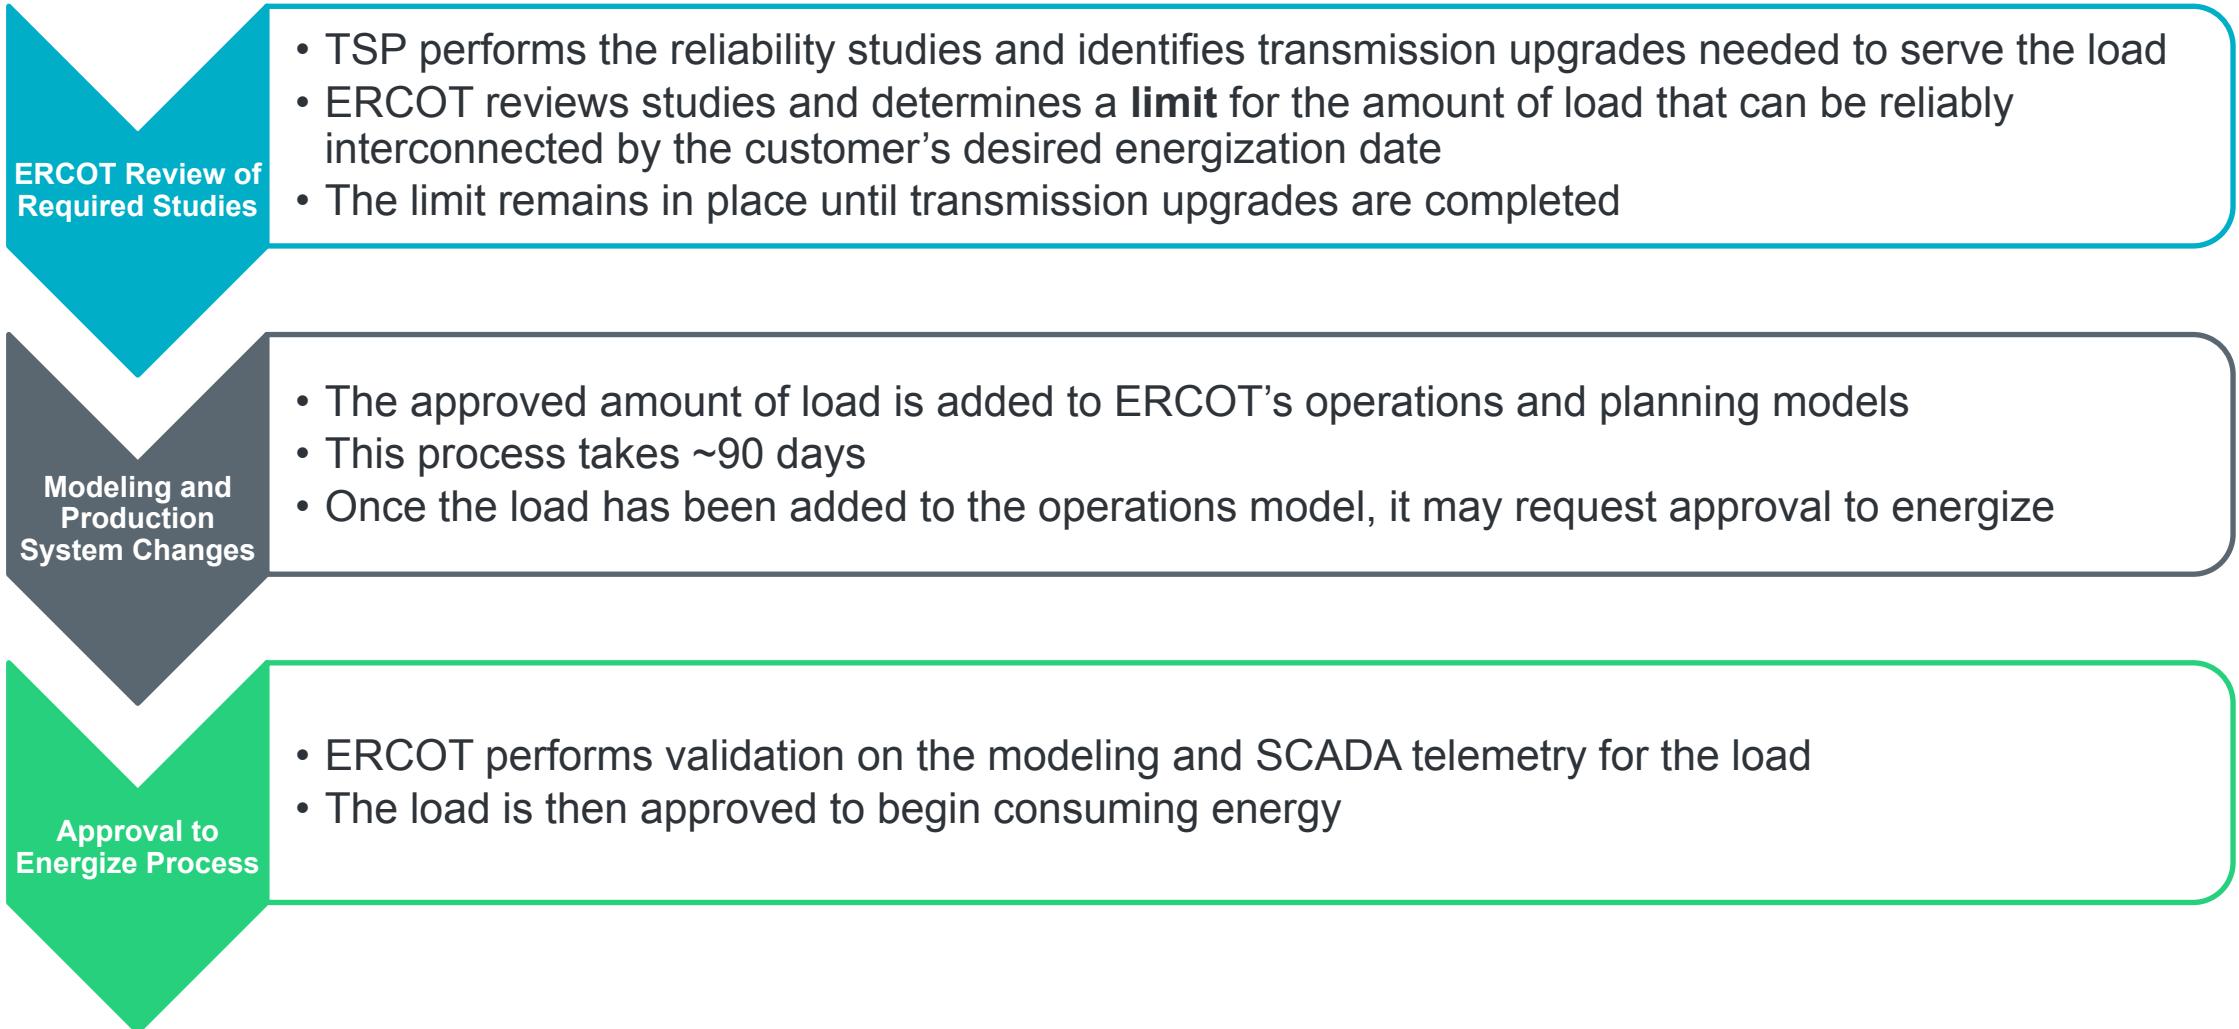 ERCOT Review of
Required Studies
• TSP performs the reliability studies and identifies transmission upgrades needed to serve the load
• ERCOT reviews studies and determines a limit for the amount of load that can be reliably
interconnected by the customer’s desired energization date
• The limit remains in place until transmission upgrades are completed
Modeling and
Production
System Changes
• The approved amount of load is added to ERCOT’s operations and planning models
• This process takes ~90 days
• Once the load has been added to the operations model, it may request approval to energize
Approval to
Energize Process
• ERCOT performs validation on the modeling and SCADA telemetry for the load
• The load is then approved to begin consuming energy